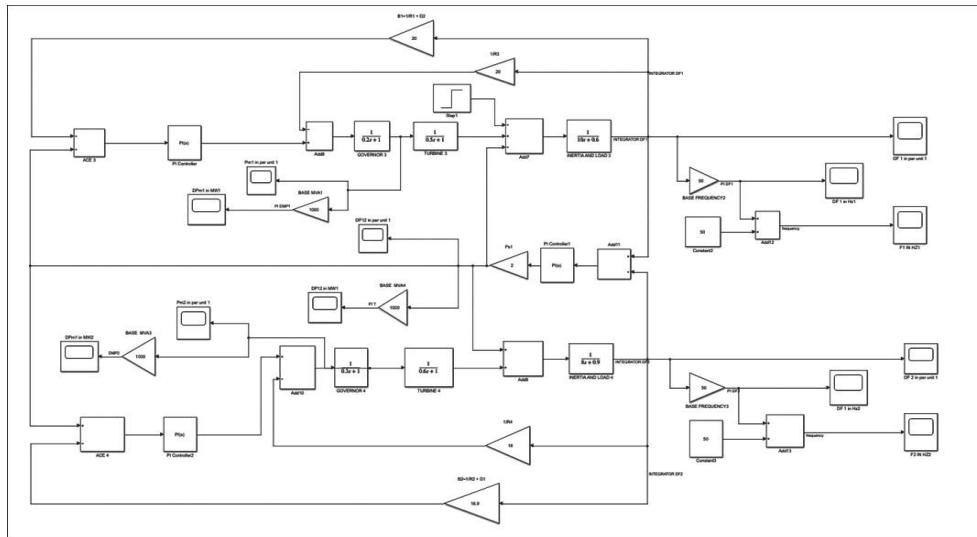 B1=1/R1 + D2
20
1/R3
20
INTEGRATOR DF1
Step1
ACE 3
PI(s)
PI Controller
Add8
1
0.2s+1
GOVERNOR 3
1
0.5s+1
TURBINE 3
Add7
1
10s+0.6
INERTIA AND LOAD 3
INTEGRATOR DF1
DF 1 in per unit 1
Pm1 in per unit 1
DPm1 in MW1
PI DMP1
BASE MVA1
1000
50
PI DF1
BASE FREQUENCY2
DF 1 in Hz1
50
Constant2
Add12
frequency
F1 IN HZ1
DP12 in per unit 1
Ps1
2
PI Controller1
PI(s)
Add11
DP12 in MW1
PI T
BASE MVA4
1000
Pm2 in per unit 1
DPm1 in MW2
DMP2
BASE MVA3
1000
Add10
1
0.3s+1
GOVERNOR 4
1
0.6s+1
TURBINE 4
Add9
1
8s+0.9
INERTIA AND LOAD 4
INTEGRATOR DF2
DF 2 in per unit 1
50
PI DF2
BASE FREQUENCY3
DF 1 in Hz2
50
Constant3
Add13
frequency
F2 IN HZ2
ACE 4
PI(s)
PI Controller2
1/R4
16
INTEGRATOR DF2
B2=1/R2 + D1
16.9